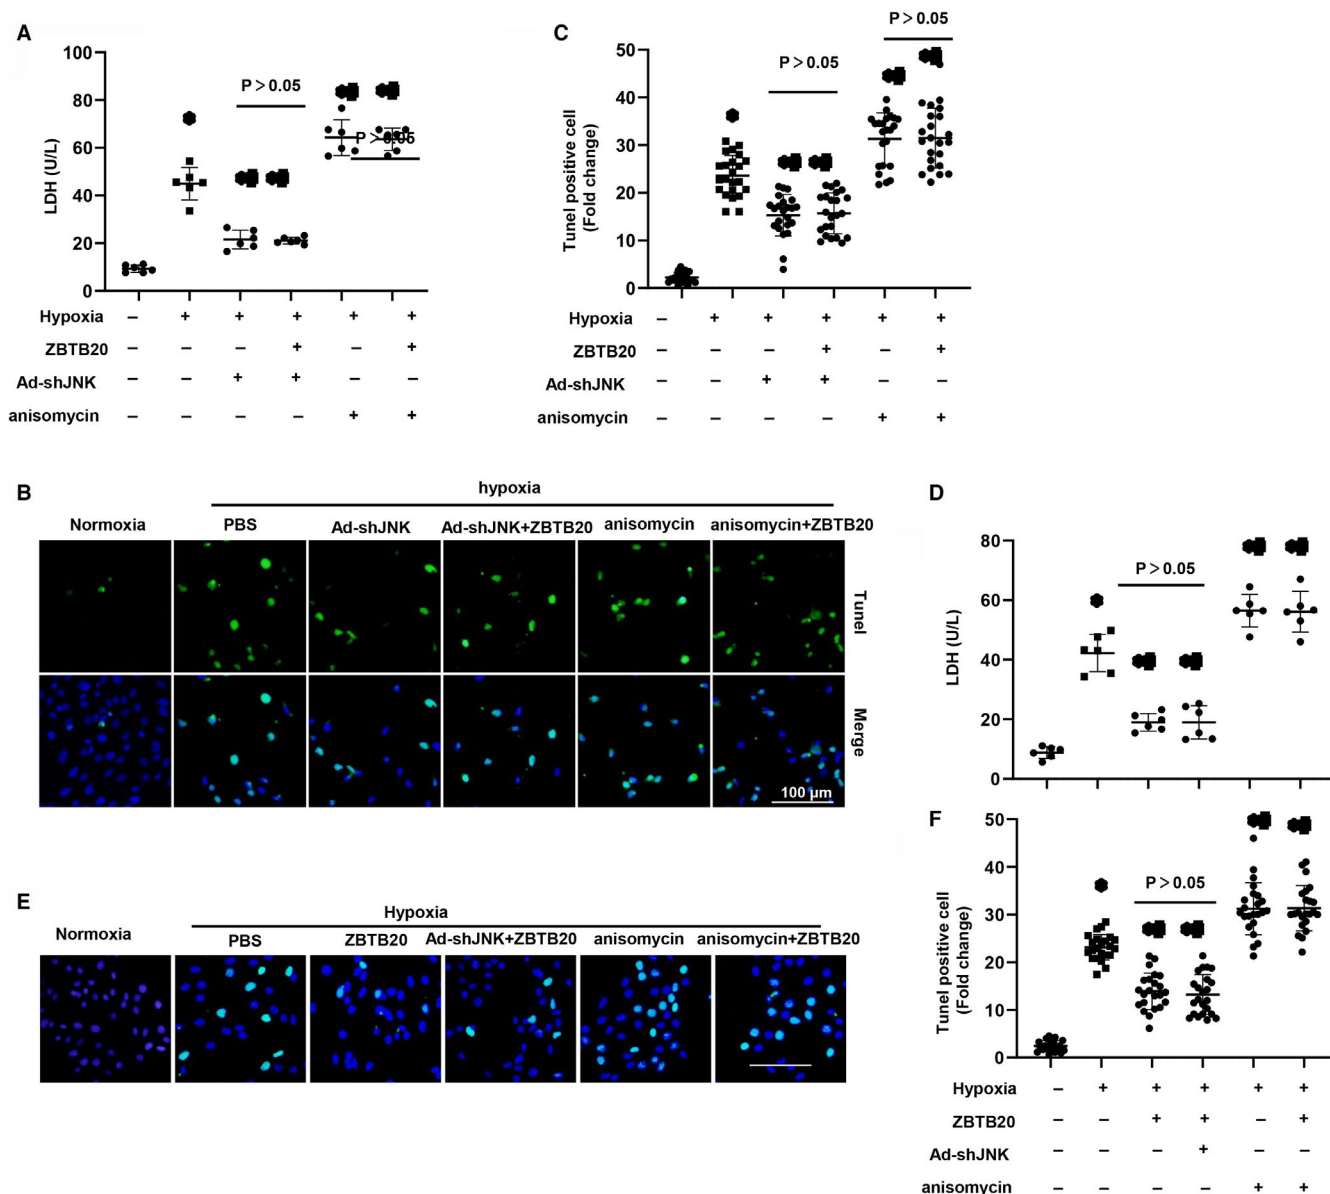 A
LDH (U/L)
100
80
60
40
20
0
P > 0.05
P > 0.05
Hypoxia – + + + + +
ZBTB20 – – – + – +
Ad-shJNK – – + + – –
anisomycin – – – – + +
C
Tunel positive cell
(Fold change)
50
40
30
20
10
0
P > 0.05
P > 0.05
Hypoxia – + + + + +
ZBTB20 – – – + – +
Ad-shJNK – – + + – –
anisomycin – – – – + +
B
hypoxia
Normoxia PBS Ad-shJNK Ad-shJNK+ZBTB20 anisomycin anisomycin+ZBTB20
Tunel
Merge
100 µm
D
LDH (U/L)
80
60
40
20
0
P > 0.05
E
Hypoxia
Normoxia PBS ZBTB20 Ad-shJNK+ZBTB20 anisomycin anisomycin+ZBTB20
F
Tunel positive cell
(Fold change)
50
40
30
20
10
0
P > 0.05
Hypoxia – + + + + +
ZBTB20 – – + + – +
Ad-shJNK – – – + – –
anisomycin – – – – + +